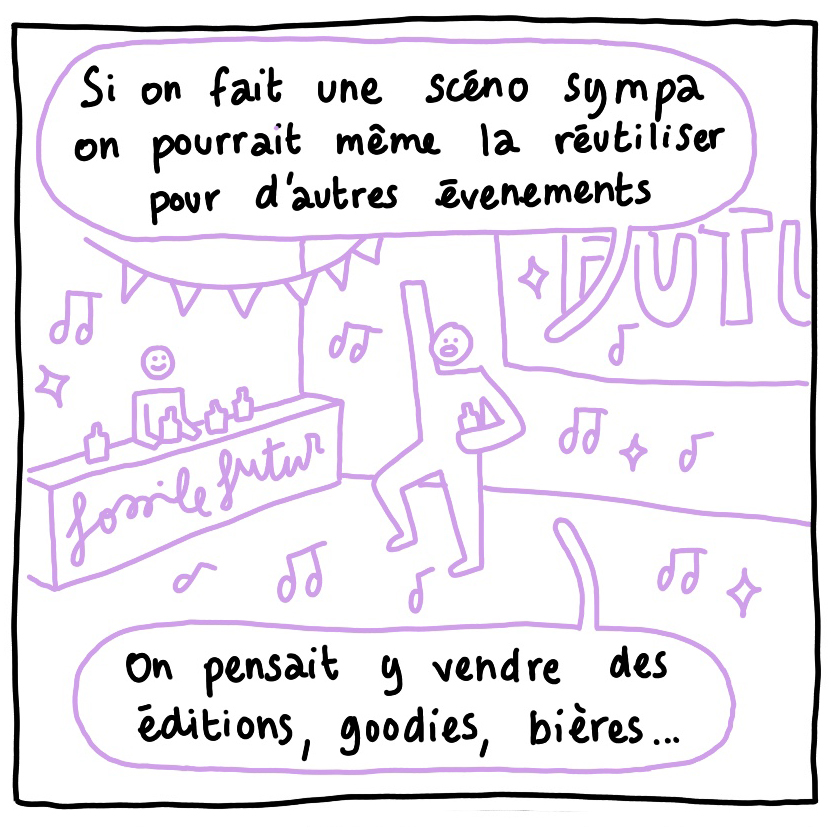 Si on fait une scéno sympa
on pourrait même la réutiliser
pour d'autres évenements
FUTU
fossile futur
On pensait y vendre des
éditions, goodies, bières...